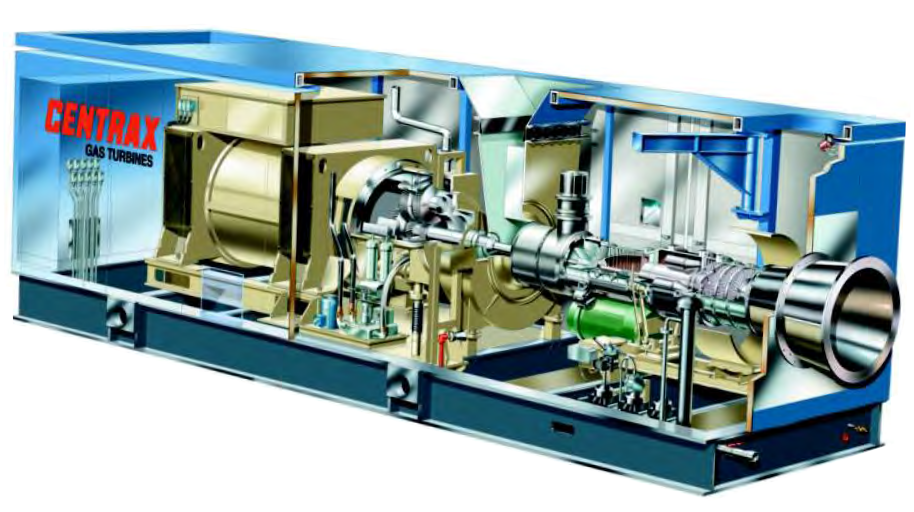 CENTRAX
GAS TURBINES